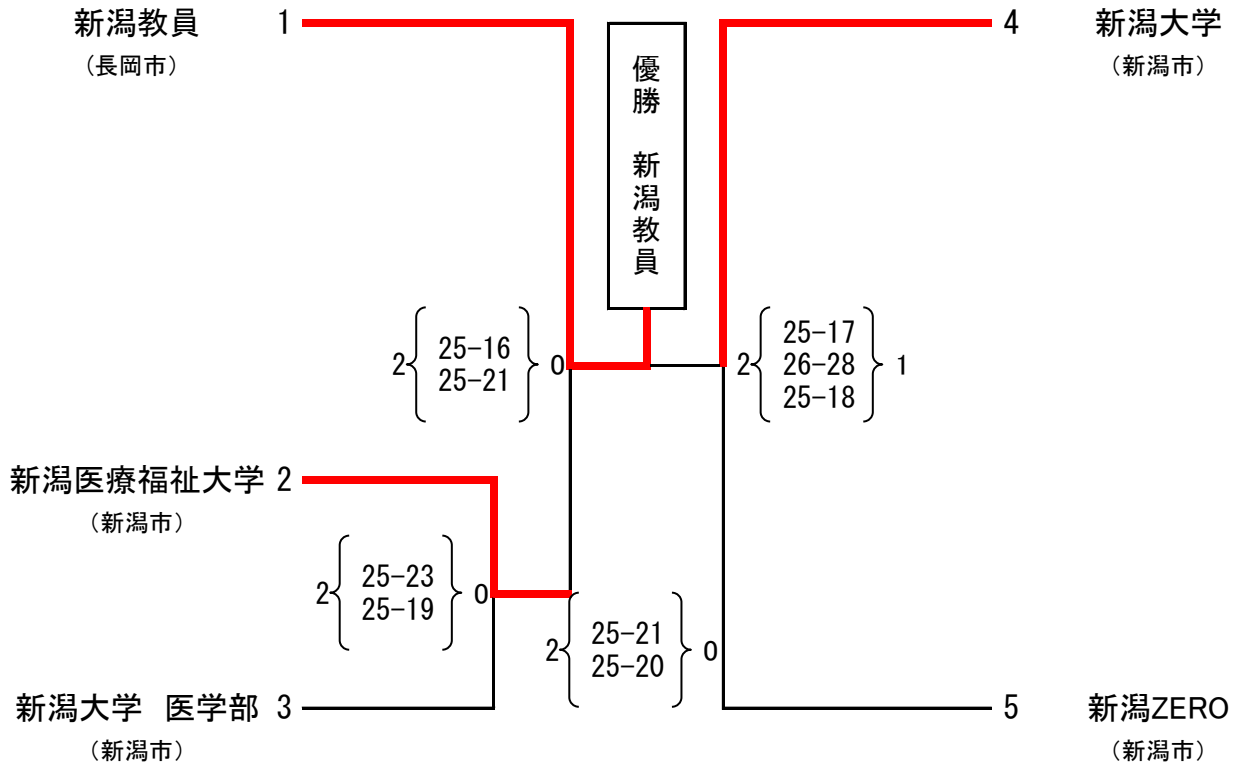 新潟教員 1
（長岡市）
4 新潟大学
（新潟市）
優勝　新潟教員
2 25-16 0
25-21
2 25-17 1
26-28
25-18
新潟医療福祉大学 2
（新潟市）
2 25-23 0
25-19
2 25-21 0
25-20
新潟大学　医学部 3
（新潟市）
5 新潟ZERO
（新潟市）